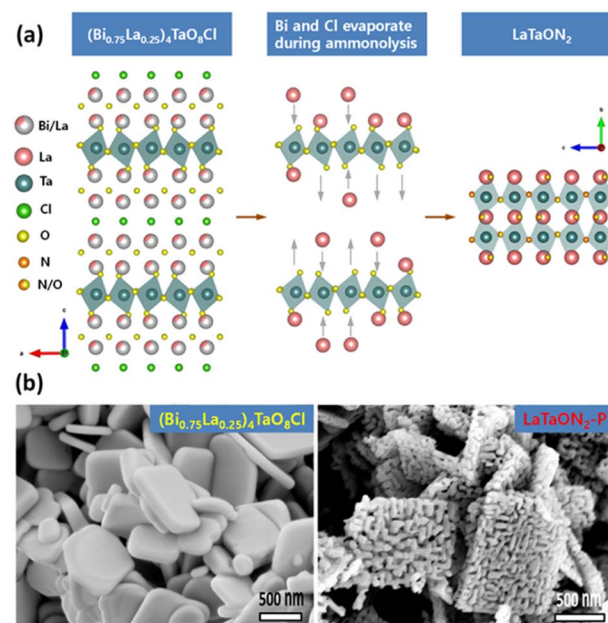 (a)
(Bi₀.₇₅La₀.₂₅)₄TaO₈Cl
Bi and Cl evaporate
during ammonolysis
LaTaON₂
Bi/La
La
Ta
Cl
O
N
N/O
c
a
b
c
(b)
(Bi₀.₇₅La₀.₂₅)₄TaO₈Cl
500 nm
LaTaON₂-P
500 nm